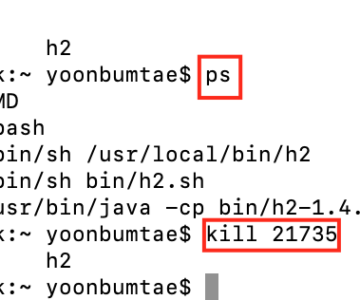 h2
k:~ yoonbumtae$ ps
MD
bash
bin/sh /usr/local/bin/h2
bin/sh bin/h2.sh
usr/bin/java -cp bin/h2-1.4.
k:~ yoonbumtae$ kill 21735
h2
k:~ yoonbumtae$